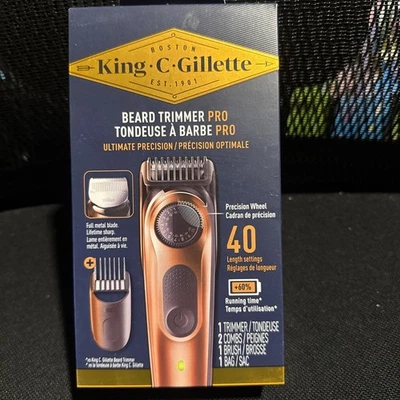 BOSTON
King·C·Gillette
EST. 1901
BEARD TRIMMER PRO
TONDEUSE À BARBE PRO
ULTIMATE PRECISION / PRÉCISION OPTIMALE
Precision Wheel
Cadran de précision
Full metal blade.
Lifetime sharp.
Lame entièrement en
métal. Aiguisée à vie.
40
Length settings
Réglages de longueur
+60%
Running time*
Temps d'utilisation*
1 TRIMMER / TONDEUSE
2 COMBS / PEIGNES
1 BRUSH / BROSSE
1 BAG / SAC